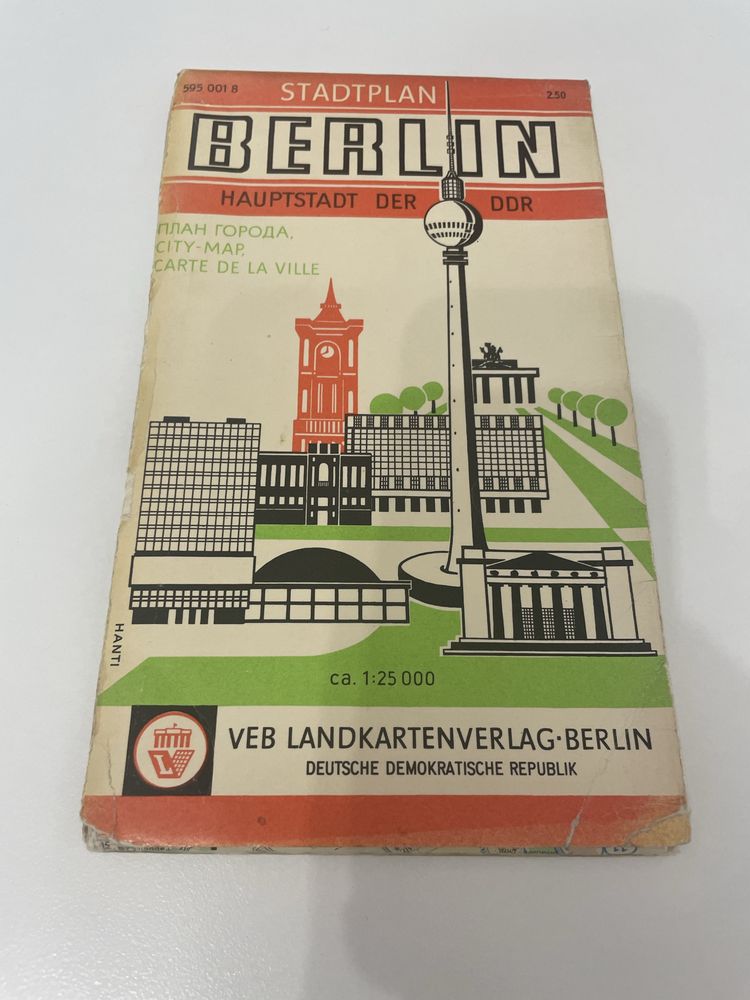 595 001 8
STADTPLAN
2.50
BERLIN
HAUPTSTADT DER DDR
ПЛАН ГОРОДА,
CITY-MAP,
CARTE DE LA VILLE
HANTI
ca. 1:25 000
LV
VEB LANDKARTENVERLAG·BERLIN
DEUTSCHE DEMOKRATISCHE REPUBLIK